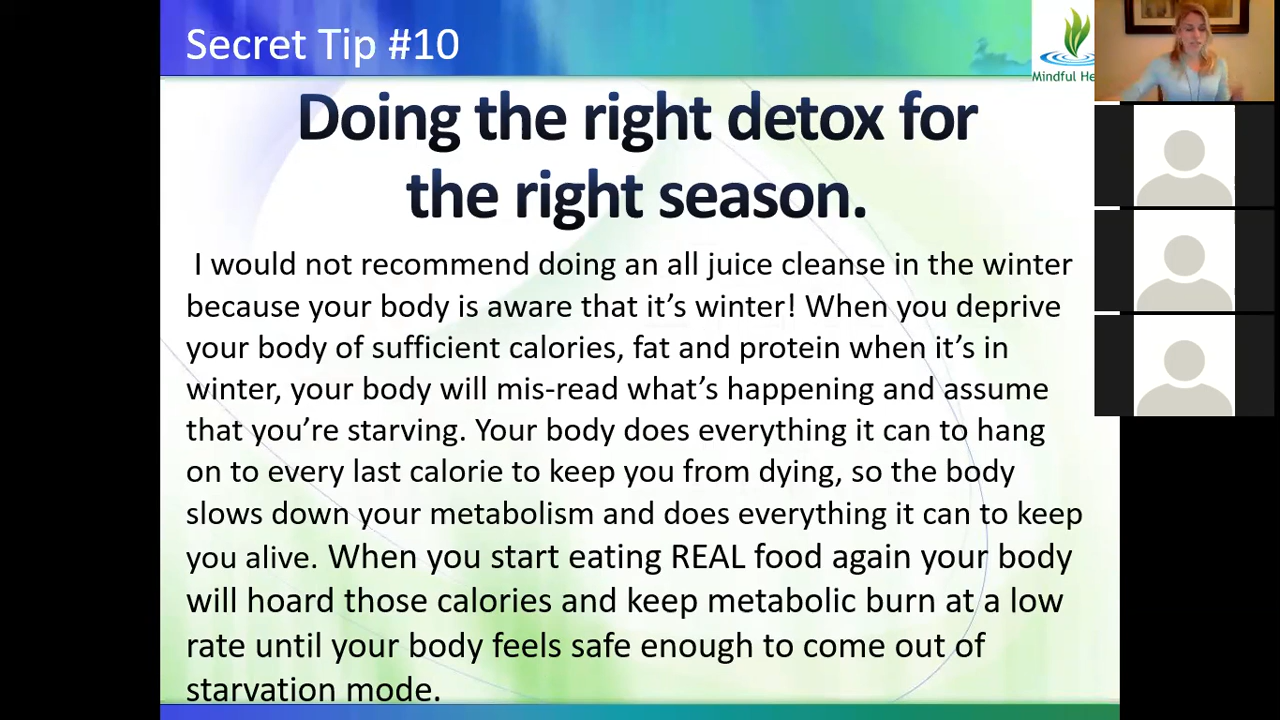 Secret Tip #10
Mindful He
Doing the right detox for
the right season.
I would not recommend doing an all juice cleanse in the winter
because your body is aware that it's winter! When you deprive
your body of sufficient calories, fat and protein when it's in
winter, your body will mis-read what's happening and assume
that you're starving. Your body does everything it can to hang
on to every last calorie to keep you from dying, so the body
slows down your metabolism and does everything it can to keep
you alive. When you start eating REAL food again your body
will hoard those calories and keep metabolic burn at a low
rate until your body feels safe enough to come out of
starvation mode.